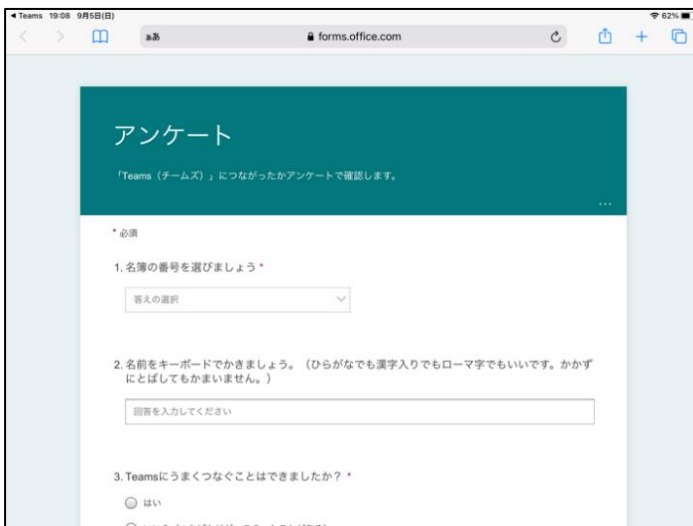 ◀ Teams 19:08 9月5日(日) 62%
ぁあ forms.office.com
アンケート
「Teams（チームズ）」につながったかアンケートで確認します。
...
* 必須
1. 名簿の番号を選びましょう *
答えの選択
2. 名前をキーボードでかきましょう。（ひらがなでも漢字入りでもローマ字でもいいです。かかず
にとばしてもかまいません。）
回答を入力してください
3. Teamsにうまくつなぐことはできましたか？ *
はい